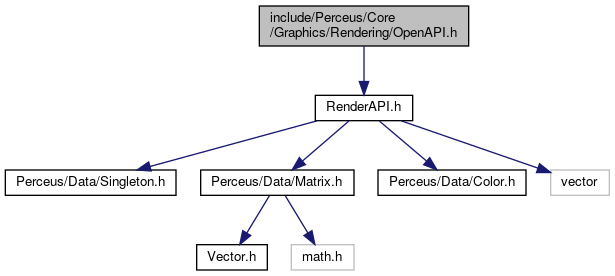 include/Perceus/Core
/Graphics/Rendering/OpenAPI.h
RenderAPI.h
Perceus/Data/Singleton.h
Perceus/Data/Matrix.h
Perceus/Data/Color.h
vector
Vector.h
math.h